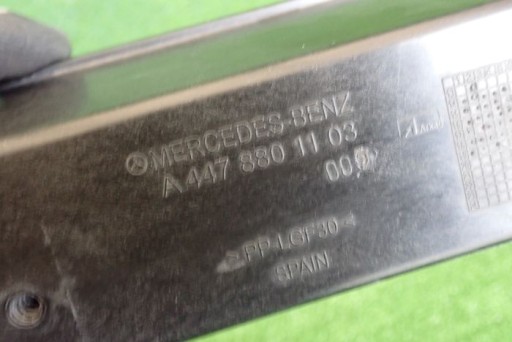 MERCEDES-BENZ
A 447 880 11 03
>PP-LGF30<
SPAIN